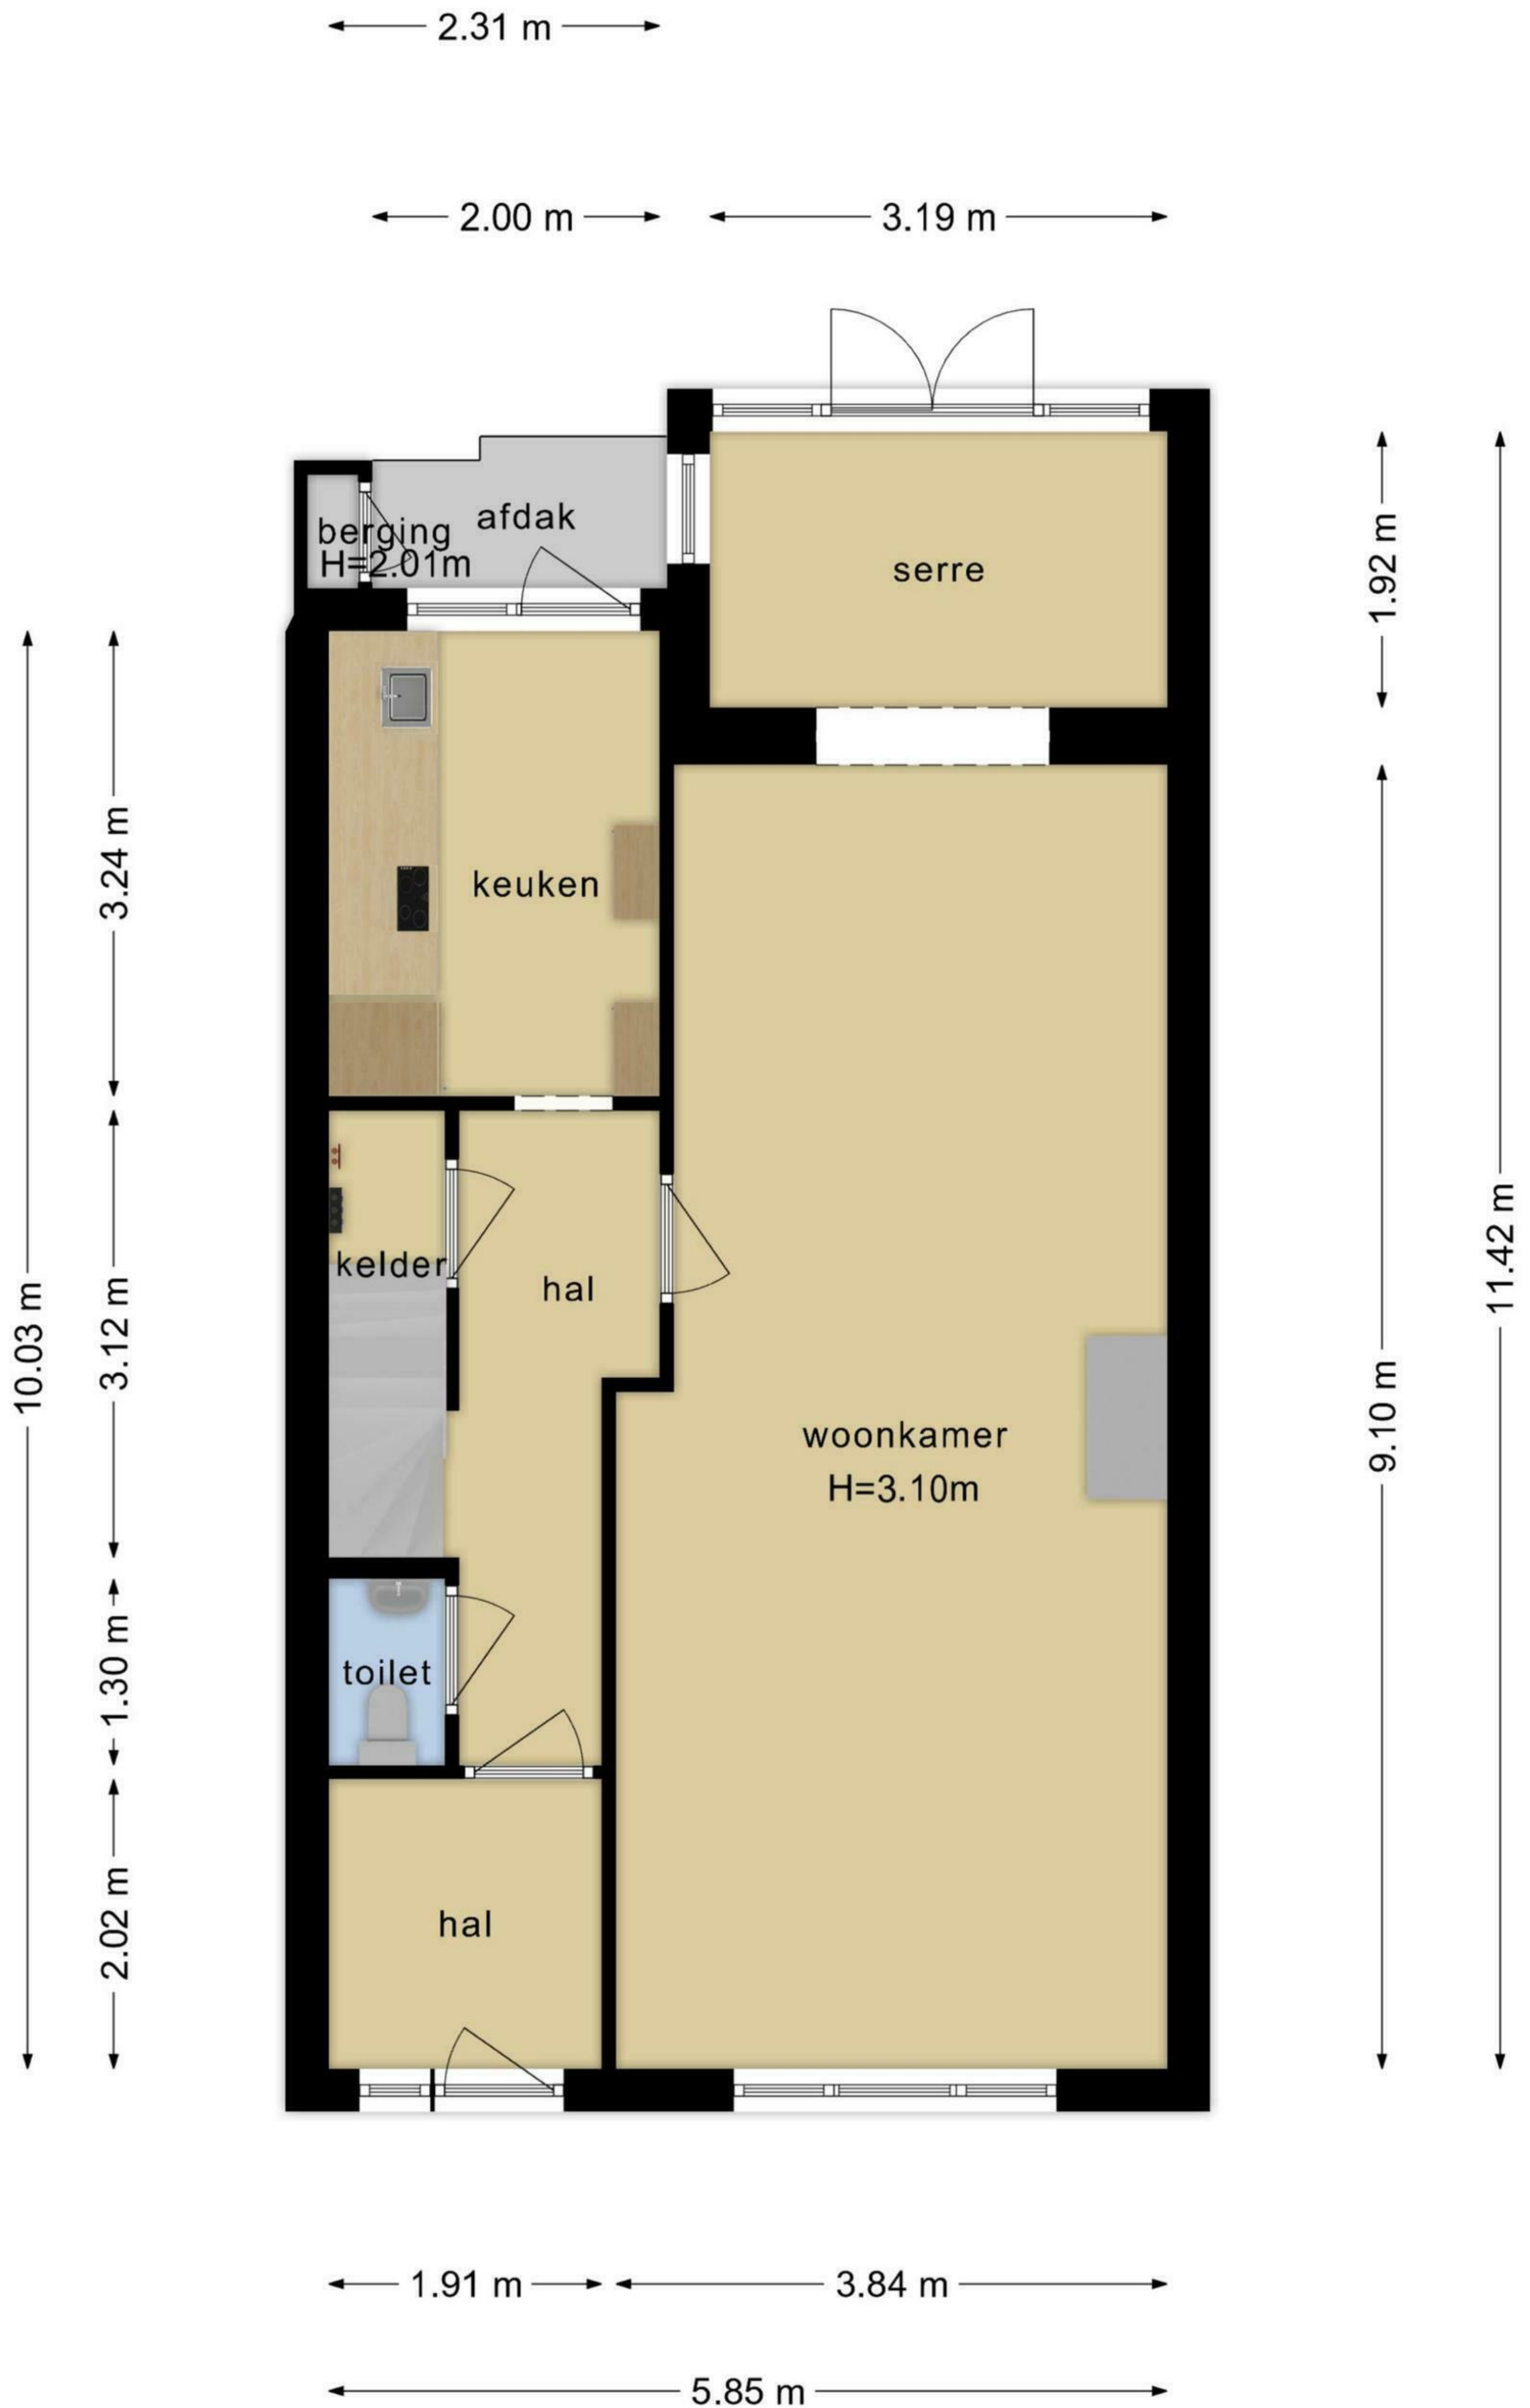 2.31 m
2.00 m
3.19 m
afdak
berging
H=2.01m
serre
1.92 m
keuken
3.24 m
kelder
hal
3.12 m
10.03 m
11.42 m
9.10 m
woonkamer
H=3.10m
toilet
1.30 m
hal
2.02 m
1.91 m
3.84 m
5.85 m